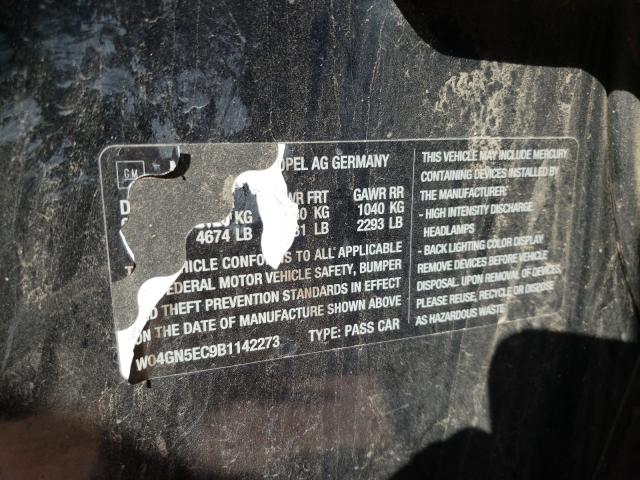 GM
OPEL AG GERMANY
GAWR RR
KG
KG
1040 KG
4674 LB
LB
2293 LB
VEHICLE CONFORMS TO ALL APPLICABLE
FEDERAL MOTOR VEHICLE SAFETY, BUMPER
THEFT PREVENTION STANDARDS IN EFFECT
ON THE DATE OF MANUFACTURE SHOWN ABOVE
W04GN5EC9B1142273
TYPE: PASS CAR
THIS VEHICLE MAY INCLUDE MERCURY
CONTAINING DEVICES INSTALLED BY
THE MANUFACTURER:
- HIGH INTENSITY DISCHARGE
HEADLAMPS
- BACK LIGHTING COLOR DISPLAY
REMOVE DEVICES BEFORE VEHICLE
DISPOSAL. UPON REMOVAL OF DEVICES,
PLEASE REUSE, RECYCLE OR DISPOSE
AS HAZARDOUS WASTE